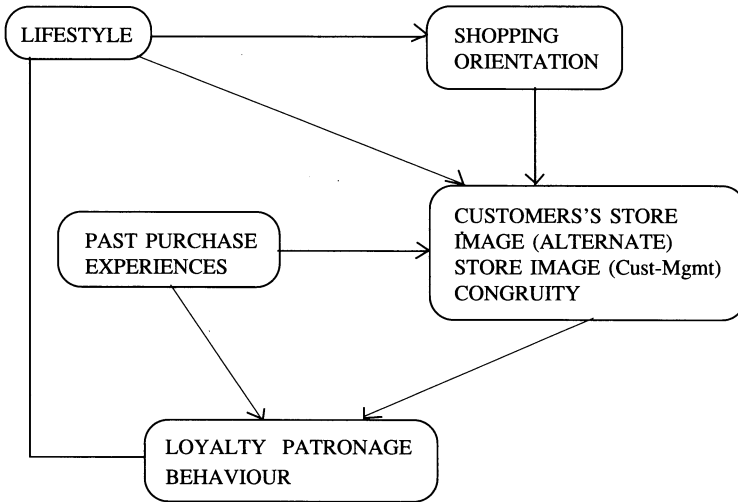 LIFESTYLE
SHOPPING
ORIENTATION
PAST PURCHASE
EXPERIENCES
CUSTOMERS'S STORE
IMAGE (ALTERNATE)
STORE IMAGE (Cust-Mgmt)
CONGRUITY
LOYALTY PATRONAGE
BEHAVIOUR